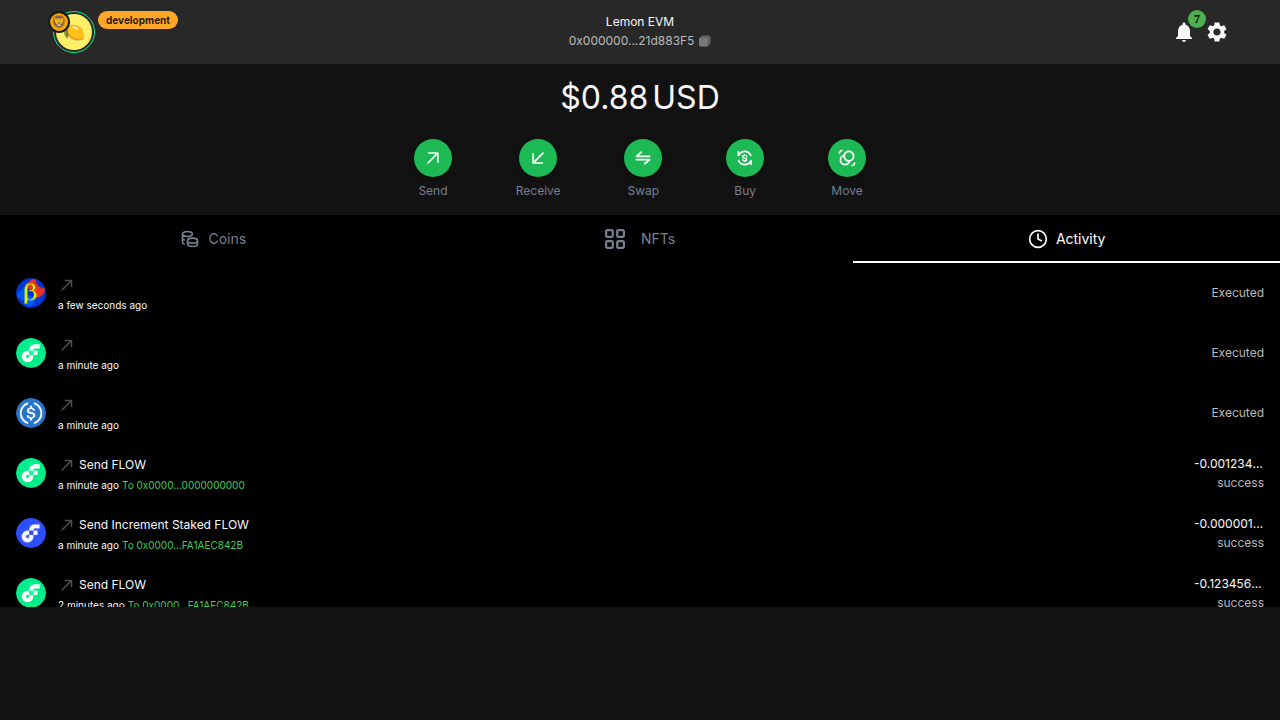 development
Lemon EVM
0x000000...21d883F5
7
$0.88 USD
Send
Receive
Swap
Buy
Move
Coins
NFTs
Activity
a few seconds ago
Executed
a minute ago
Executed
a minute ago
Executed
Send FLOW
-0.001234...
a minute ago To 0x0000...0000000000
success
Send Increment Staked FLOW
-0.000001...
a minute ago To 0x0000...FA1AEC842B
success
Send FLOW
-0.123456...
2 minutes ago To 0x0000...FA1AEC842B
success